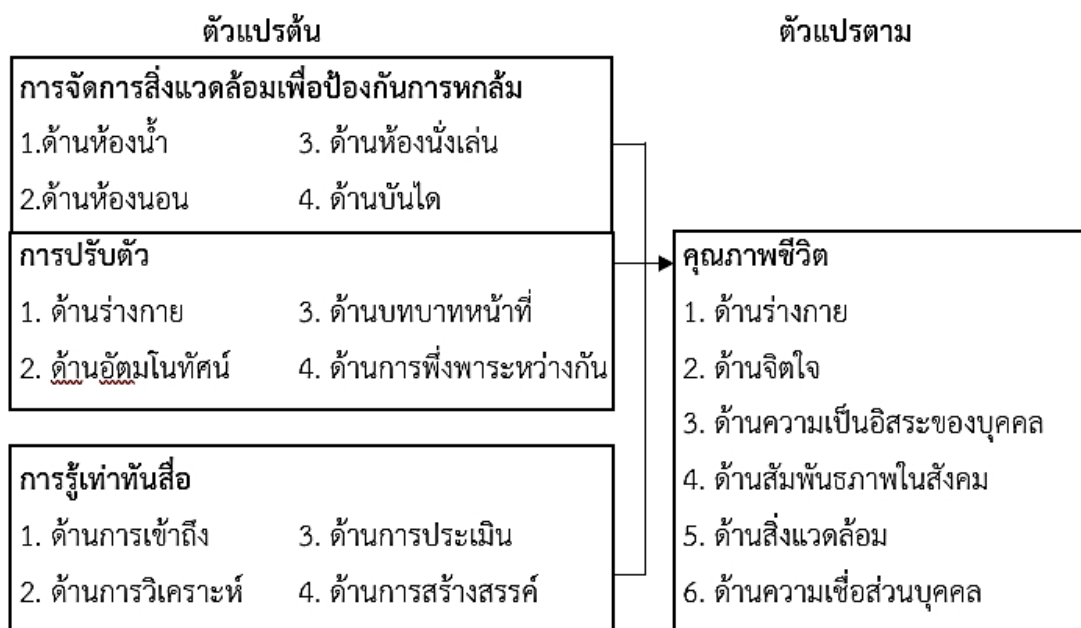 ตัวแปรต้น ตัวแปรตาม
การจัดการสิ่งแวดล้อมเพื่อป้องกันการหกล้ม
1.ด้านห้องน้ำ 3. ด้านห้องนั่งเล่น
2.ด้านห้องนอน 4. ด้านบันได
การปรับตัว
1. ด้านร่างกาย 3. ด้านบทบาทหน้าที่
2. ด้านอัตมโนทัศน์ 4. ด้านการพึ่งพาระหว่างกัน
การรู้เท่าทันสื่อ
1. ด้านการเข้าถึง 3. ด้านการประเมิน
2. ด้านการวิเคราะห์ 4. ด้านการสร้างสรรค์
คุณภาพชีวิต
1. ด้านร่างกาย
2. ด้านจิตใจ
3. ด้านความเป็นอิสระของบุคคล
4. ด้านสัมพันธภาพในสังคม
5. ด้านสิ่งแวดล้อม
6. ด้านความเชื่อส่วนบุคคล